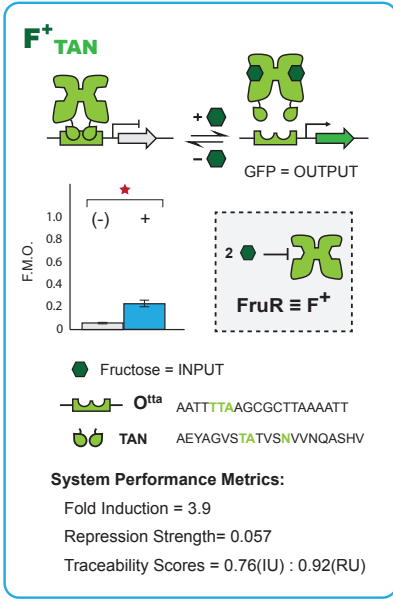 F+ TAN
+
−
GFP = OUTPUT
F.M.O.
1.0
0.8
0.6
0.4
0.2
0
(-) +
2
FruR ≡ F+
Fructose = INPUT
Otta AATTTTAAGCGCTTAAAATT
TAN AEYAGVSTATVSNVVNQASHV
System Performance Metrics:
Fold Induction = 3.9
Repression Strength= 0.057
Traceability Scores = 0.76(IU) : 0.92(RU)